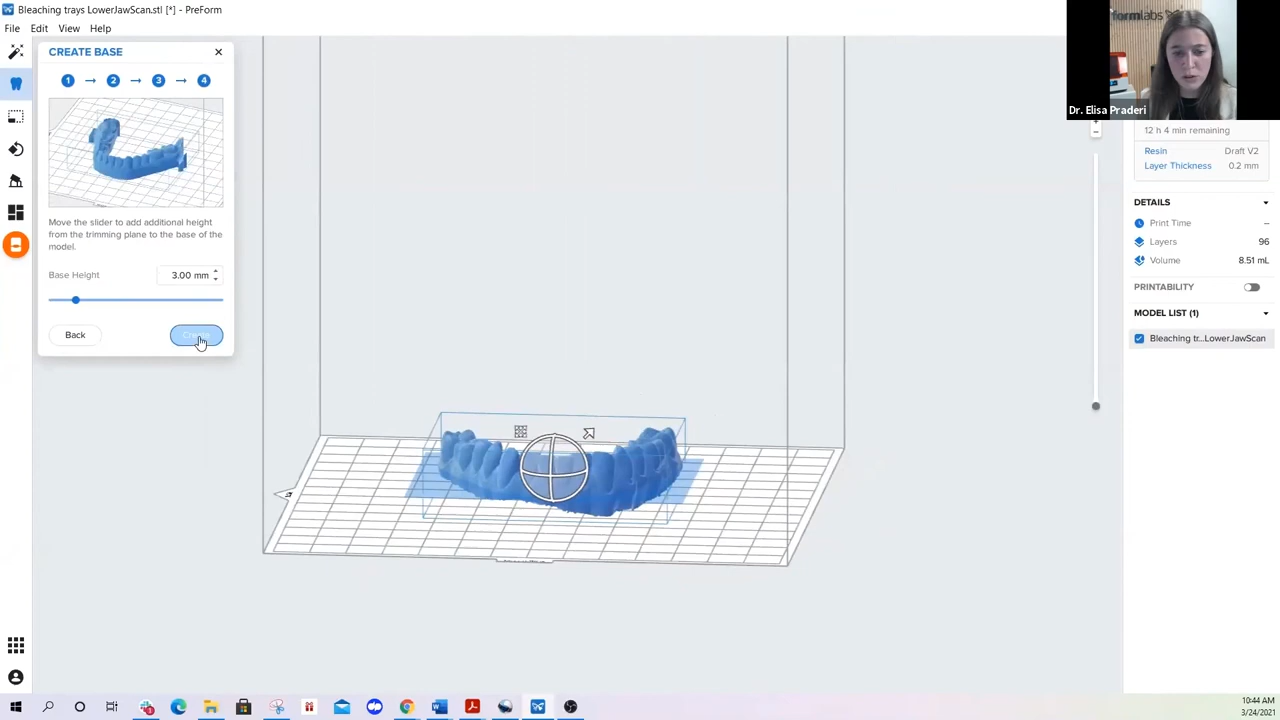 Bleaching trays LowerJawScan.stl [*] - PreForm
File Edit View Help
formlabs
Dr. Elisa Praderi
CREATE BASE
1 2 3 4
Move the slider to add additional height
from the trimming plane to the base of the
model.
Base Height 3.00 mm
Back Create
12 h 4 min remaining
Resin Draft V2
Layer Thickness 0.2 mm
DETAILS
Print Time --
Layers 96
Volume 8.51 mL
PRINTABILITY
MODEL LIST (1)
Bleaching tr...LowerJawScan
10:44 AM
3/24/2021